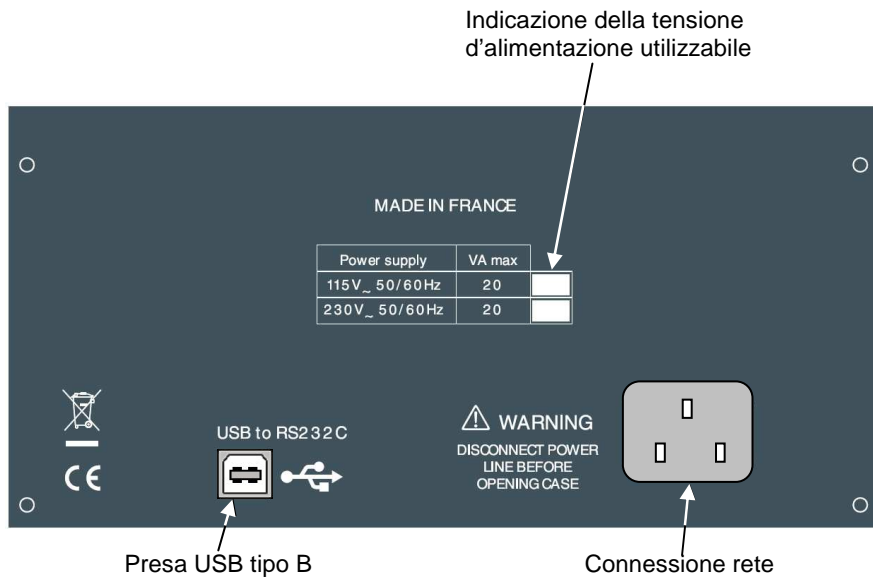 Indicazione della tensione
d'alimentazione utilizzabile
MADE IN FRANCE
Power supply VA max
115V~ 50/60Hz 20
230V~ 50/60Hz 20
USB to RS232C
WARNING
DISCONNECT POWER
LINE BEFORE
OPENING CASE
CE
Presa USB tipo B
Connessione rete